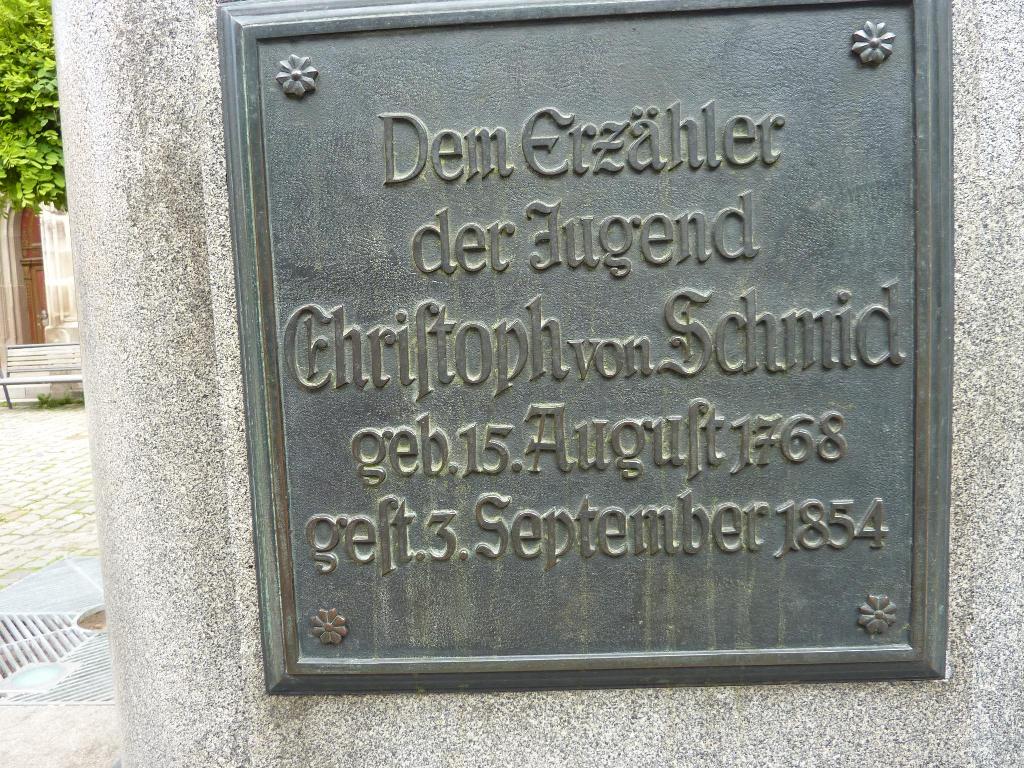 Dem Erzähler
der Jugend
Chriſtoph von Schmid
geb. 15. Auguſt 1768
geſt. 3. September 1854